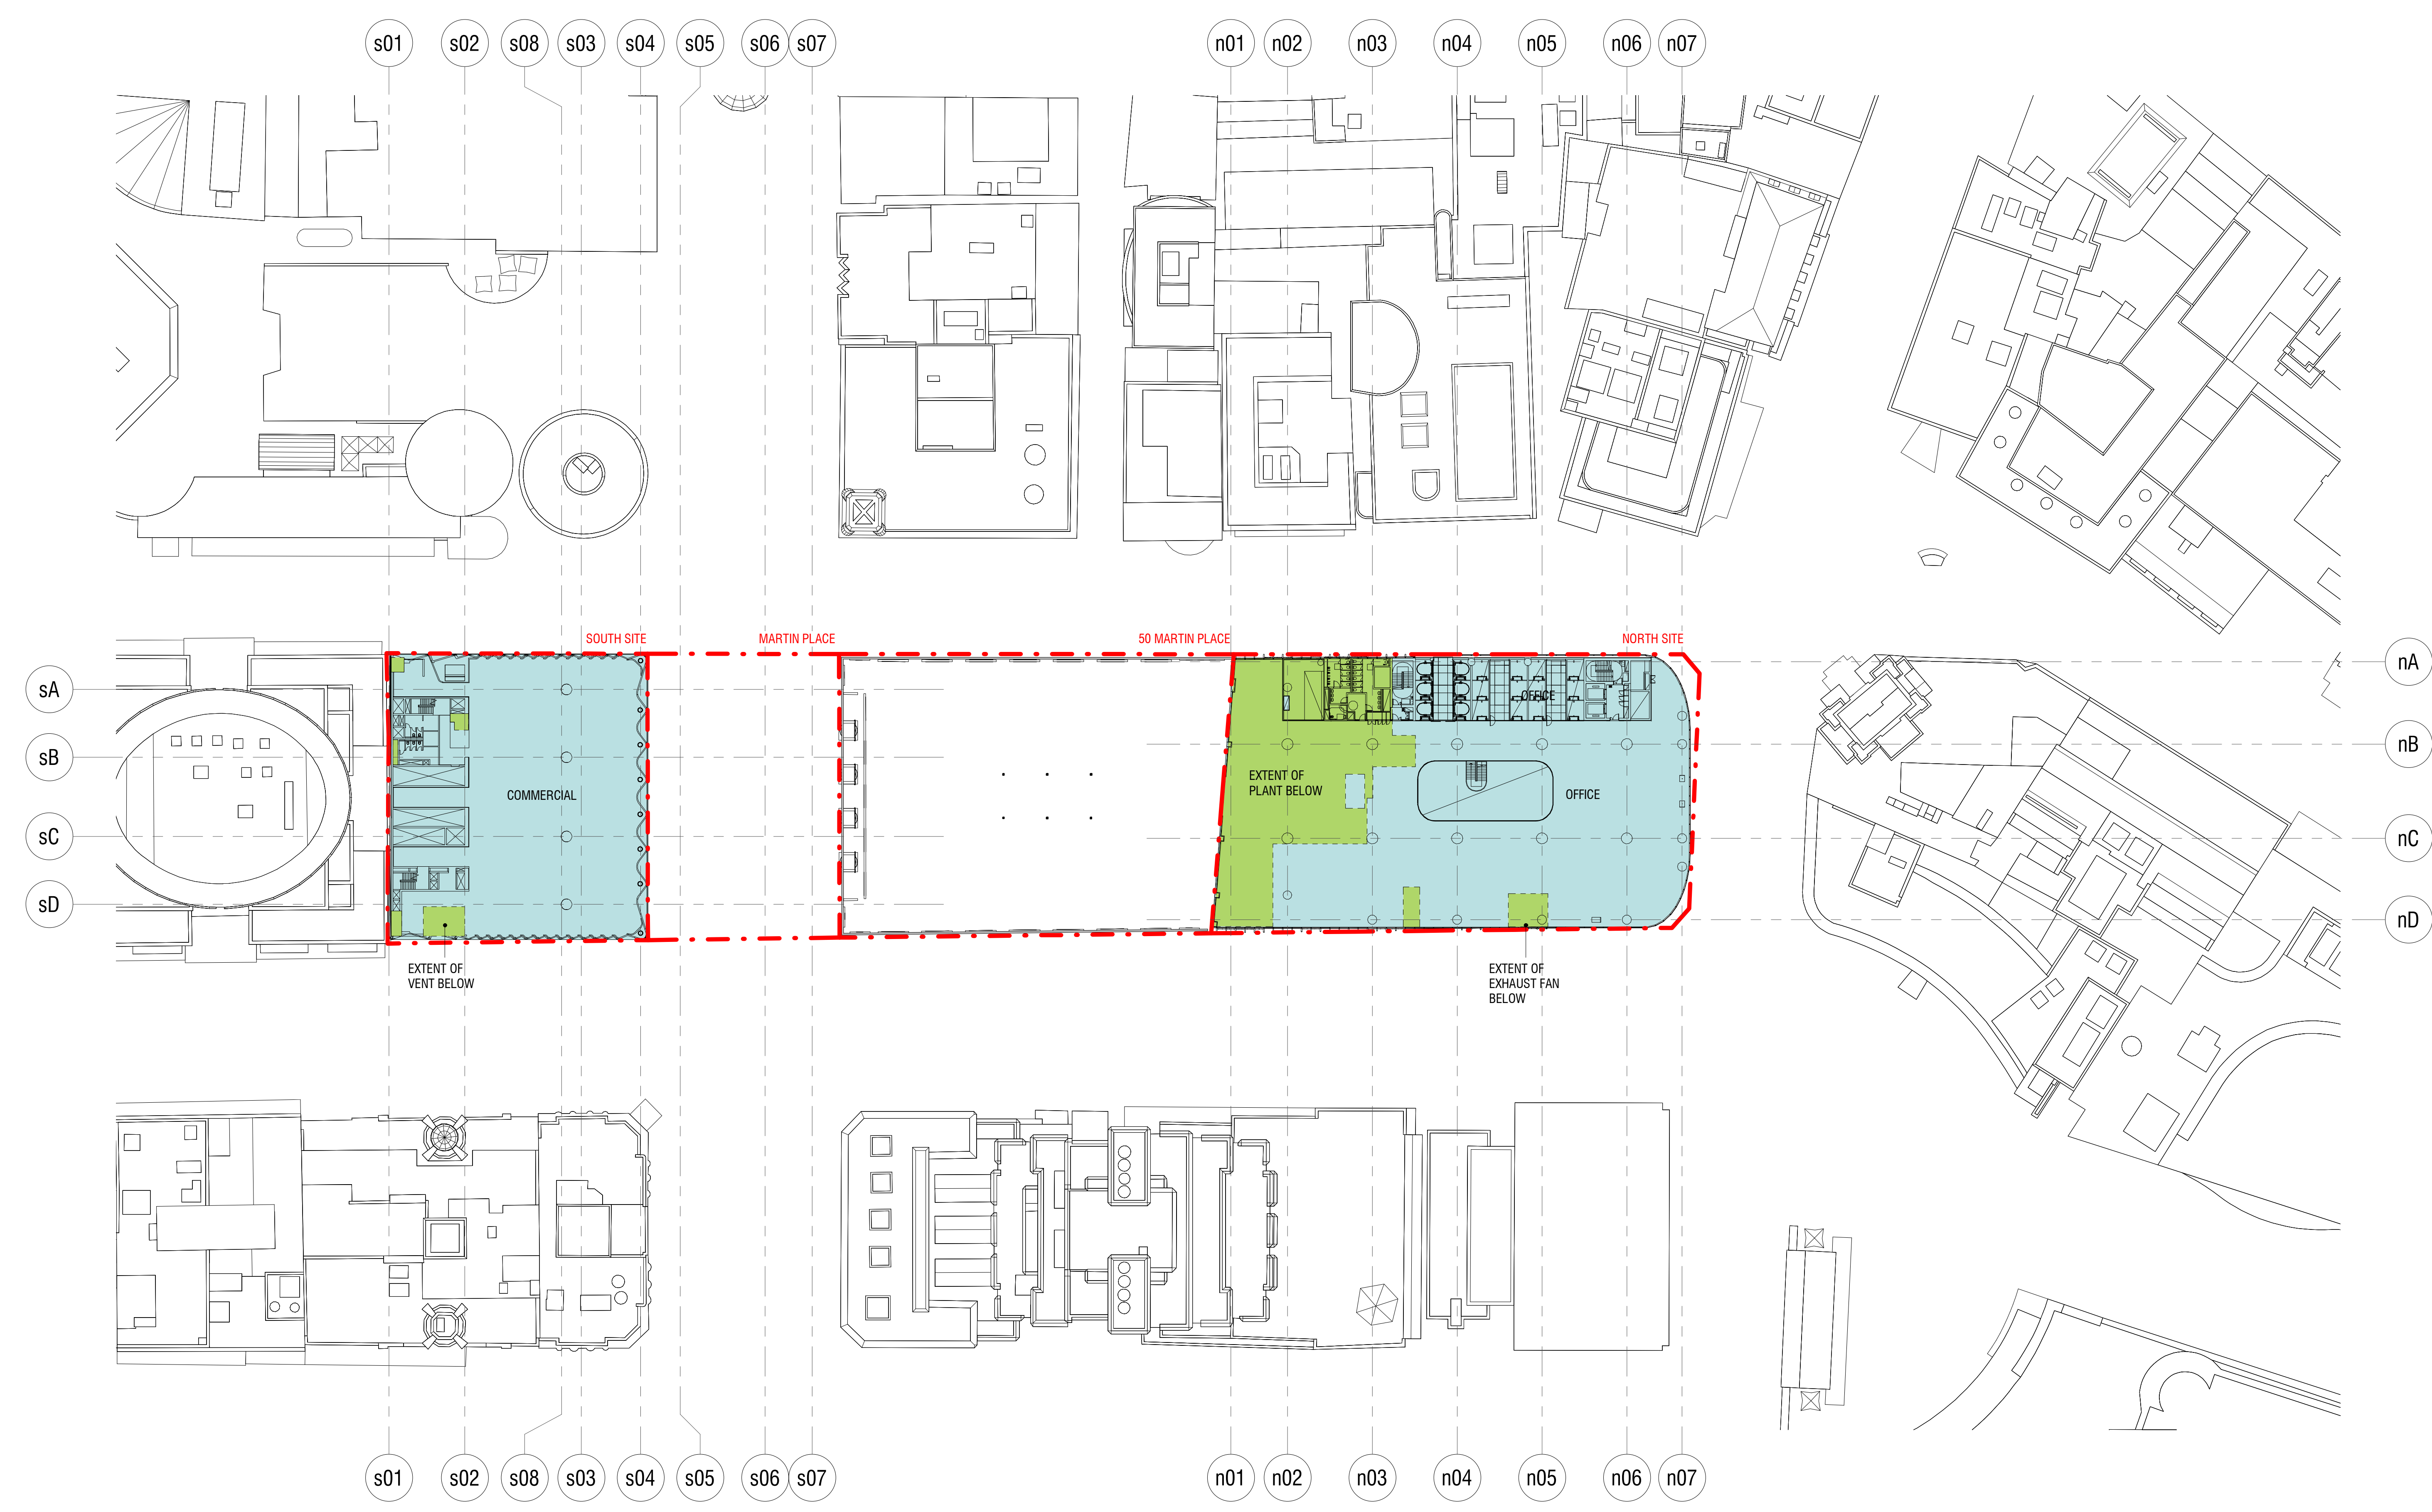 s01 s02 s08 s03 s04 s05 s06 s07 n01 n02 n03 n04 n05 n06 n07
SOUTH SITE MARTIN PLACE 50 MARTIN PLACE NORTH SITE
sA nA
OFFICE
sB nB
EXTENT OF
PLANT BELOW
COMMERCIAL
OFFICE
sC nC
sD nD
EXTENT OF
VENT BELOW
EXTENT OF
EXHAUST FAN
BELOW
s01 s02 s08 s03 s04 s05 s06 s07 n01 n02 n03 n04 n05 n06 n07